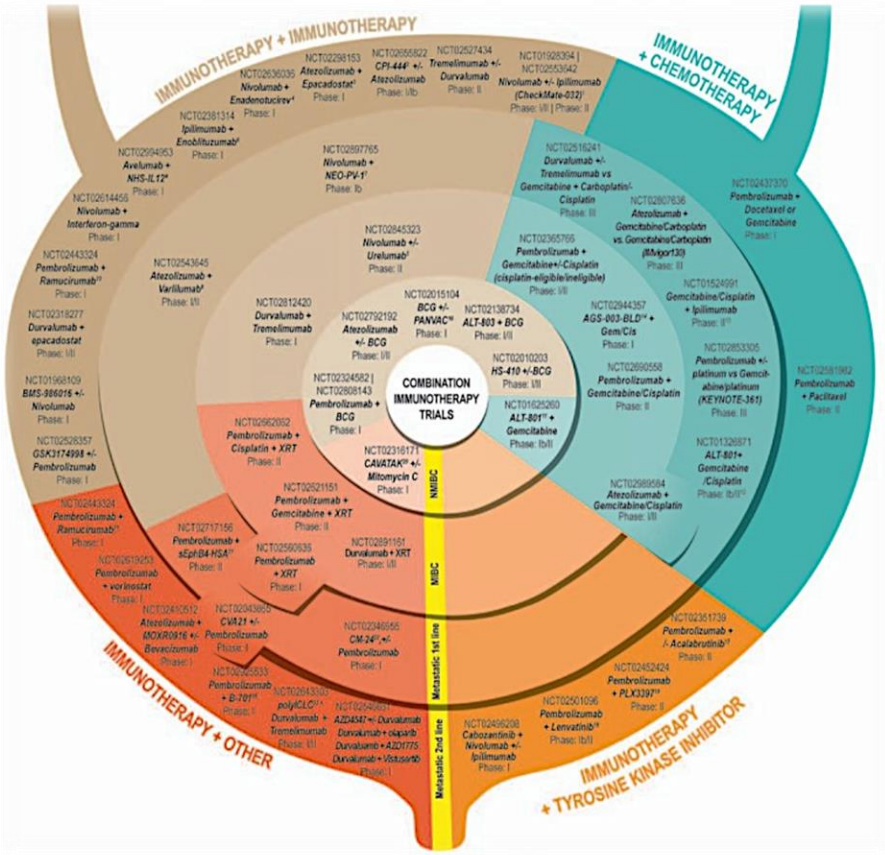 IMMUNOTHERAPY + IMMUNOTHERAPY
NCT02298153
Atezolizumab +
Epacadostat
Phase: I
NCT02655822
CPI-444 +/-
Atezolizumab
Phase: I/Ib
NCT02527434
Tremelimumab +/-
Durvalumab
Phase: II
NCT01928394 |
NCT02553642
Nivolumab +/- Ipilimumab
(CheckMate-032)
Phase: I/II | Phase: II
NCT02636036
Nivolumab +
Enadenotucirev
Phase: I
NCT02381314
Ipilimumab +
Enoblituzumab
Phase: I
NCT02994953
Avelumab +
NHS-IL12
Phase: I
NCT02614456
Nivolumab +
Interferon-gamma
Phase: I
NCT02443324
Pembrolizumab +
Ramucirumab
Phase: I
NCT02318277
Durvalumab +
epacadostat
Phase: I/II
NCT01968109
BMS-986016 +/-
Nivolumab
Phase: I
NCT02528357
GSK3174998 +/-
Pembrolizumab
Phase: I
NCT02897765
Nivolumab +
NEO-PV-1
Phase: Ib
NCT02543645
Atezolizumab +
Varlilumab
Phase: I/II
NCT02845323
Nivolumab +/-
Urelumab
Phase: II
NCT02812420
Durvalumab +
Tremelimumab
Phase: I
NCT02792192
Atezolizumab
+/- BCG
Phase: I/II
NCT02015104
BCG +/-
PANVAC
Phase: II
NCT02138734
ALT-803 + BCG
Phase: I/II
NCT02010203
HS-410 +/-BCG
Phase: I/II
NCT02324582 |
NCT02808143
Pembrolizumab +
BCG
Phase: I
COMBINATION
IMMUNOTHERAPY
TRIALS
IMMUNOTHERAPY
+ CHEMOTHERAPY
NCT02516241
Durvalumab +/-
Tremelimumab vs
Gemcitabine + Carboplatin/-
Cisplatin
Phase: III
NCT02807636
Atezolizumab +
Gemcitabine/Carboplatin
vs. Gemcitabine/Carboplatin
(IMvigor130)
Phase: III
NCT02437370
Pembrolizumab +
Docetaxel or
Gemcitabine
Phase: I
NCT02365766
Pembrolizumab +
Gemcitabine+/-Cisplatin
(cisplatin-eligible/ineligible)
Phase: I/II
NCT01524991
Gemcitabine/Cisplatin
+ Ipilimumab
Phase: II
NCT02944357
AGS-003-BLD + 
Gem/Cis
Phase: I
NCT02853305
Pembrolizumab +/-
platinum vs Gemcit-
abine/platinum
(KEYNOTE-361)
Phase: III
NCT02581982
Pembrolizumab
+ Paclitaxel
Phase: II
NCT02690558
Pembrolizumab +
Gemcitabine/Cisplatin
Phase: II
NCT01625260
ALT-801 +
Gemcitabine
Phase: Ib/II
NCT01326871
ALT-801+
Gemcitabine
/Cisplatin
Phase: Ib/II
NCT02989584
Atezolizumab +
Gemcitabine/Cisplatin
Phase: I/II
NCT02662062
Pembrolizumab +
Cisplatin + XRT
Phase: II
NCT02316171
CAVATAK +/-
Mitomycin C
Phase: I
NCT02621151
Pembrolizumab +
Gemcitabine + XRT
Phase: II
NCT02891161
Durvalumab + XRT
Phase: I/II
NCT02560636
Pembrolizumab
+ XRT
Phase: I
NCT02443324
Pembrolizumab +
Ramucirumab
Phase: I
NCT02717156
Pembrolizumab +
sEphB4-HSA
Phase: II
NCT02619253
Pembrolizumab
+ vorinostat
Phase: I
NCT02410512
Atezolizumab +
MOXR0916 +/-
Bevacizumab
Phase: I
NCT02043665
CVA21 +/-
Pembrolizumab
Phase: I
NCT02346955
CM-24 +/-
Pembrolizumab
Phase: I
Pembrolizumab
+ B-701
NCT02643303
polyICLC +
Durvalumab +
Tremelimumab
Phase: I/II
NCT02546661
AZD4547 +/- Durvalumab
Durvalumab + olaparib
Durvalumab + AZD1775
Durvalumab + Vistusertib
Phase: I
IMMUNOTHERAPY + OTHER
NMIBC
MIBC
Metastatic 1st line
Metastatic 2nd line
NCT02351739
Pembrolizumab +
/- Acalabrutinib
Phase: II
NCT02452424
Pembrolizumab
+ PLX3397
NCT02501096
Pembrolizumab
+ Lenvatinib
Phase: Ib/II
NCT02496208
Cabozantinib +
Nivolumab +/-
Ipilimumab
Phase: I
IMMUNOTHERAPY
+ TYROSINE KINASE INHIBITOR